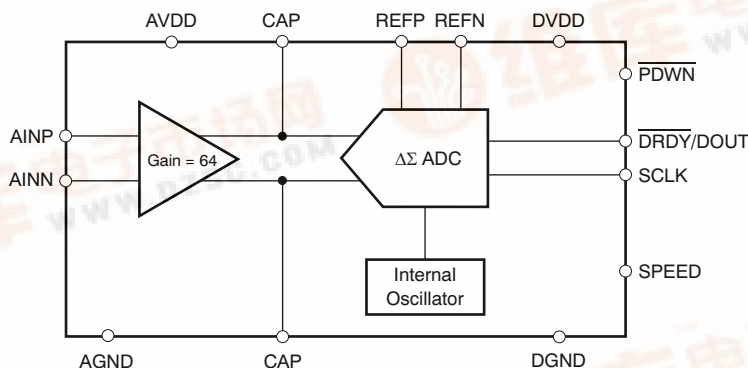 AVDD
CAP
REFP
REFN
DVDD
PDWN
AINP
Gain = 64
ΔΣ ADC
DRDY/DOUT
AINN
SCLK
Internal
Oscillator
SPEED
AGND
CAP
DGND